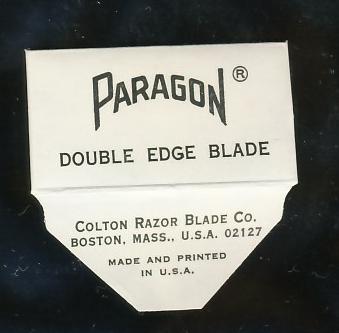 PARAGON ®
DOUBLE EDGE BLADE
COLTON RAZOR BLADE CO.
BOSTON, MASS., U.S.A. 02127
MADE AND PRINTED
IN U.S.A.